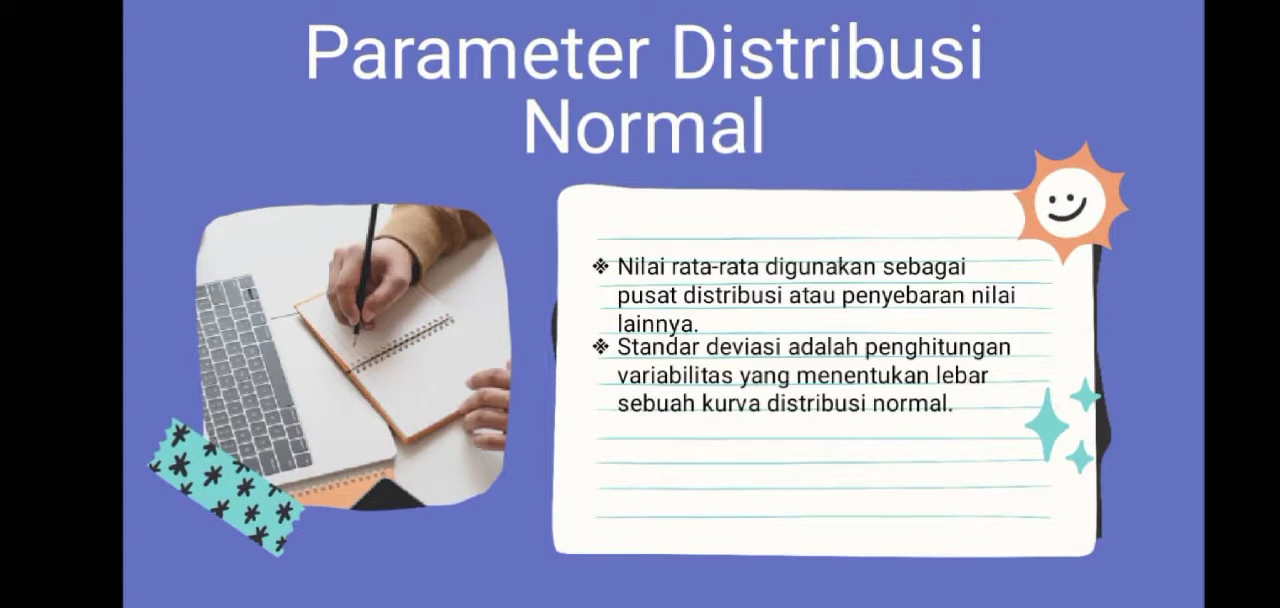 Parameter Distribusi
Normal
❖ Nilai rata-rata digunakan sebagai
pusat distribusi atau penyebaran nilai
lainnya.
❖ Standar deviasi adalah penghitungan
variabilitas yang menentukan lebar
sebuah kurva distribusi normal.